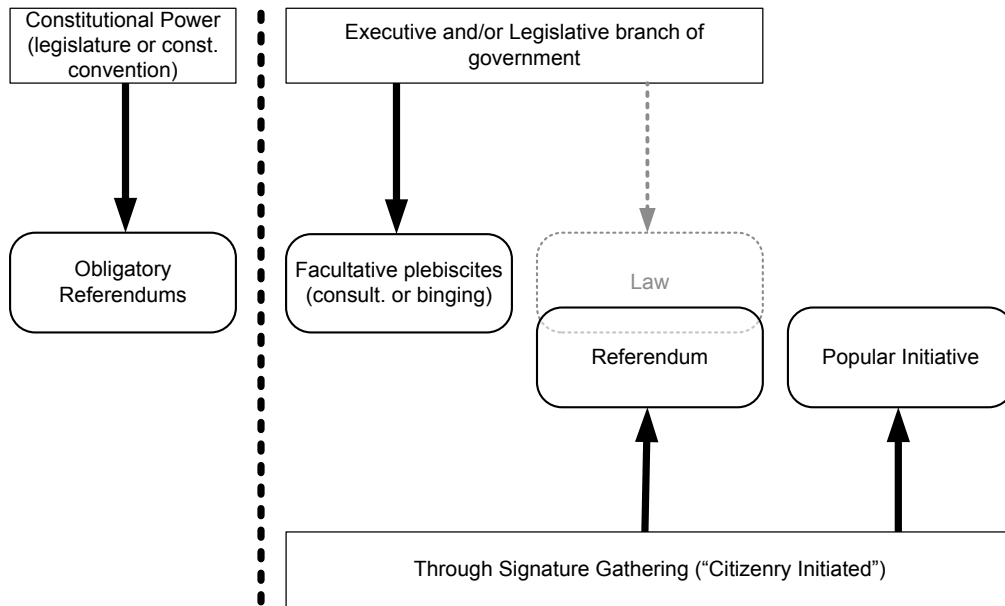 Constitutional Power
(legislature or const.
convention)
Executive and/or Legislative branch of
government
Obligatory
Referendums
Facultative plebiscites
(consult. or binging)
Law
Referendum
Popular Initiative
Through Signature Gathering (“Citizenry Initiated”)